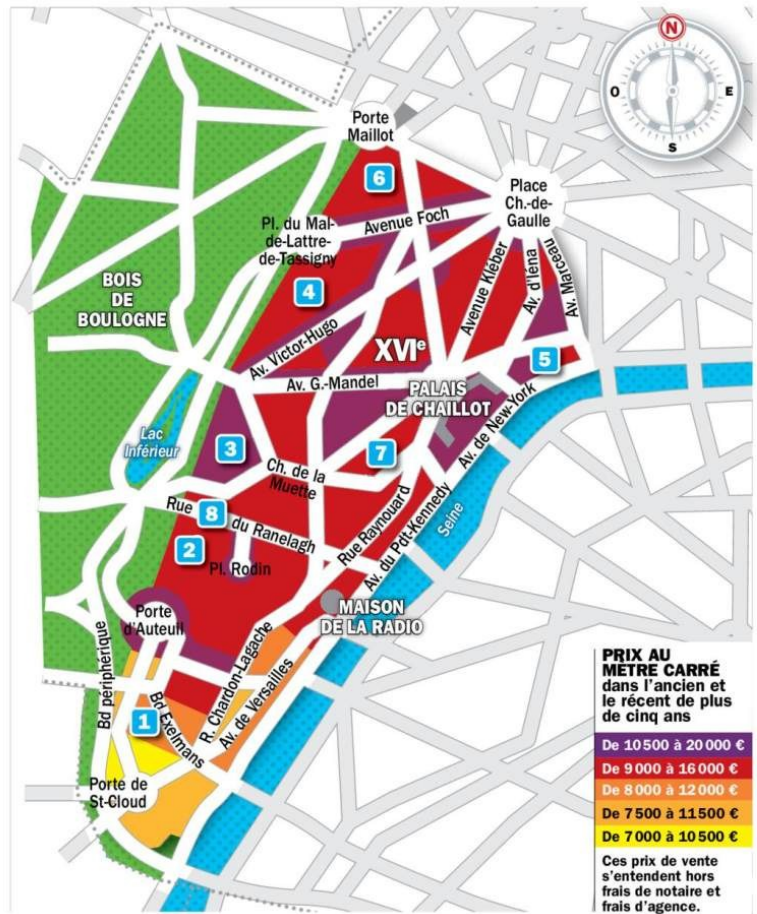 N
O
E
S
Porte
Maillot
6
Place
Ch.-de-
Gaulle
Pl. du Mal-
de-Lattre-
de-Tassigny
Avenue Foch
BOIS
DE
BOULOGNE
4
Avenue Kléber
Av. d'Iéna
Av. Marceau
Av. Victor-Hugo
XVIe
5
Av. G.-Mandel
PALAIS
DE CHAILLOT
Av. de New-York
Lac
Inférieur
3
7
Ch. de la
Muette
Rue du Ranelagh
8
Rue Raynouard
Av. du Pdt-Kennedy
Seine
2
Pl. Rodin
Porte
d'Auteuil
MAISON
DE LA RADIO
Bd périphérique
R. Chardon-Lagache
Av. de Versailles
1
Bd Exelmans
Porte de
St-Cloud
PRIX AU
MÈTRE CARRÉ
dans l'ancien et
le récent de plus
de cinq ans
De 10 500 à 20 000 €
De 9 000 à 16 000 €
De 8 000 à 12 000 €
De 7 500 à 11 500 €
De 7 000 à 10 500 €
Ces prix de vente
s'entendent hors
frais de notaire et
frais d'agence.